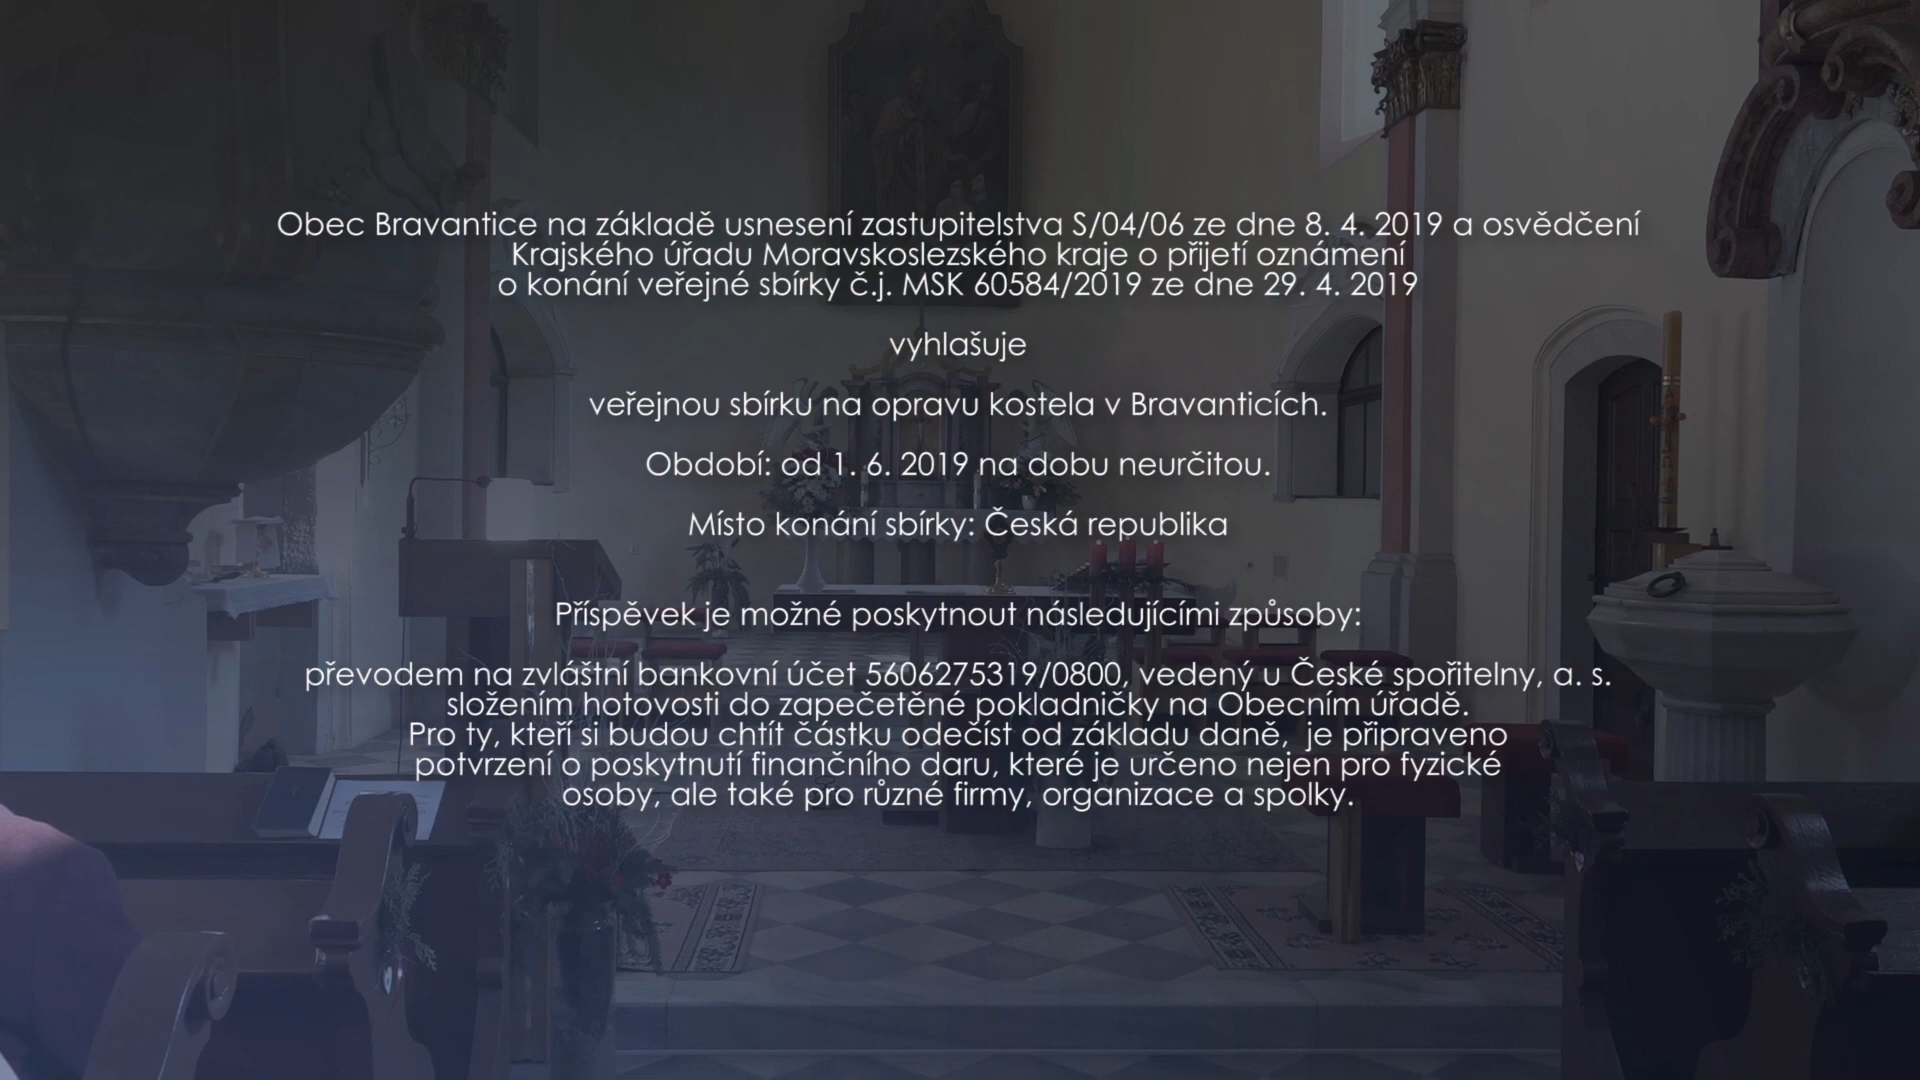 Obec Bravantice na základě usnesení zastupitelstva S/04/06 ze dne 8. 4. 2019 a osvědčení
Krajského úřadu Moravskoslezského kraje o přijetí oznámení
o konání veřejné sbírky č.j. MSK 60584/2019 ze dne 29. 4. 2019
vyhlašuje
veřejnou sbírku na opravu kostela v Bravanticích.
Období: od 1. 6. 2019 na dobu neurčitou.
Místo konání sbírky: Česká republika
Příspěvek je možné poskytnout následujícími způsoby:
převodem na zvláštní bankovní účet 5606275319/0800, vedený u České spořitelny, a. s.
složením hotovosti do zapečetěné pokladničky na Obecním úřadě.
Pro ty, kteří si budou chtít částku odečíst od základu daně,  je připraveno
potvrzení o poskytnutí finančního daru, které je určeno nejen pro fyzické
osoby, ale také pro různé firmy, organizace a spolky.